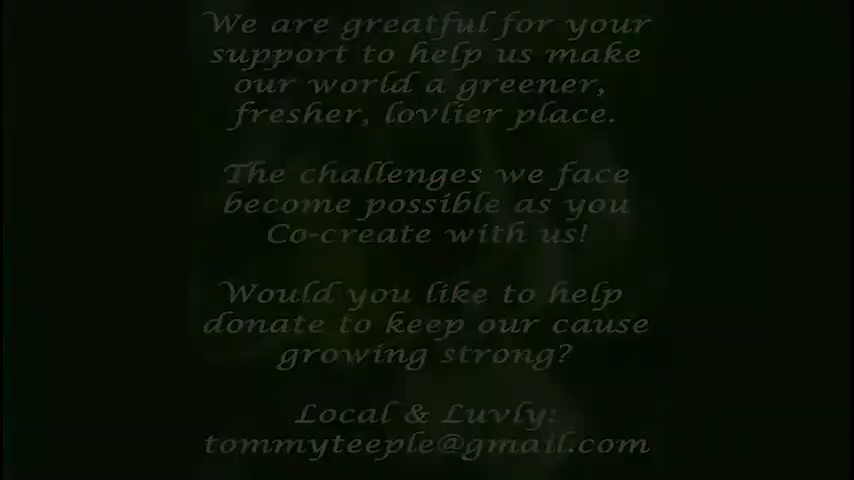 We are greatful for your
support to help us make
our world a greener,
fresher, lovlier place.
The challenges we face
become possible as you
Co-create with us!
Would you like to help
donate to keep our cause
growing strong?
Local & Luvly:
tommyteeple@gmail.com